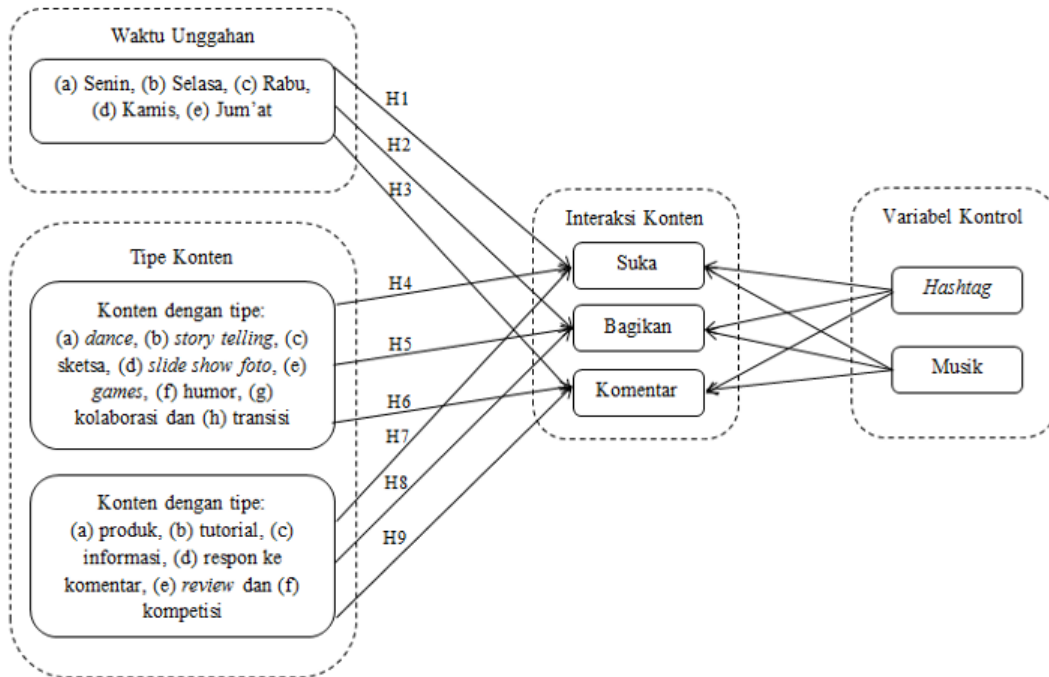 Waktu Unggahan
(a) Senin, (b) Selasa, (c) Rabu,
(d) Kamis, (e) Jum’at
H1
H2
H3
Tipe Konten
Konten dengan tipe:
(a) dance, (b) story telling, (c)
sketsa, (d) slide show foto, (e)
games, (f) humor, (g)
kolaborasi dan (h) transisi
H4
H5
H6
H7
H8
H9
Konten dengan tipe:
(a) produk, (b) tutorial, (c)
informasi, (d) respon ke
komentar, (e) review dan (f)
kompetisi
Interaksi Konten
Suka
Bagikan
Komentar
Variabel Kontrol
Hashtag
Musik